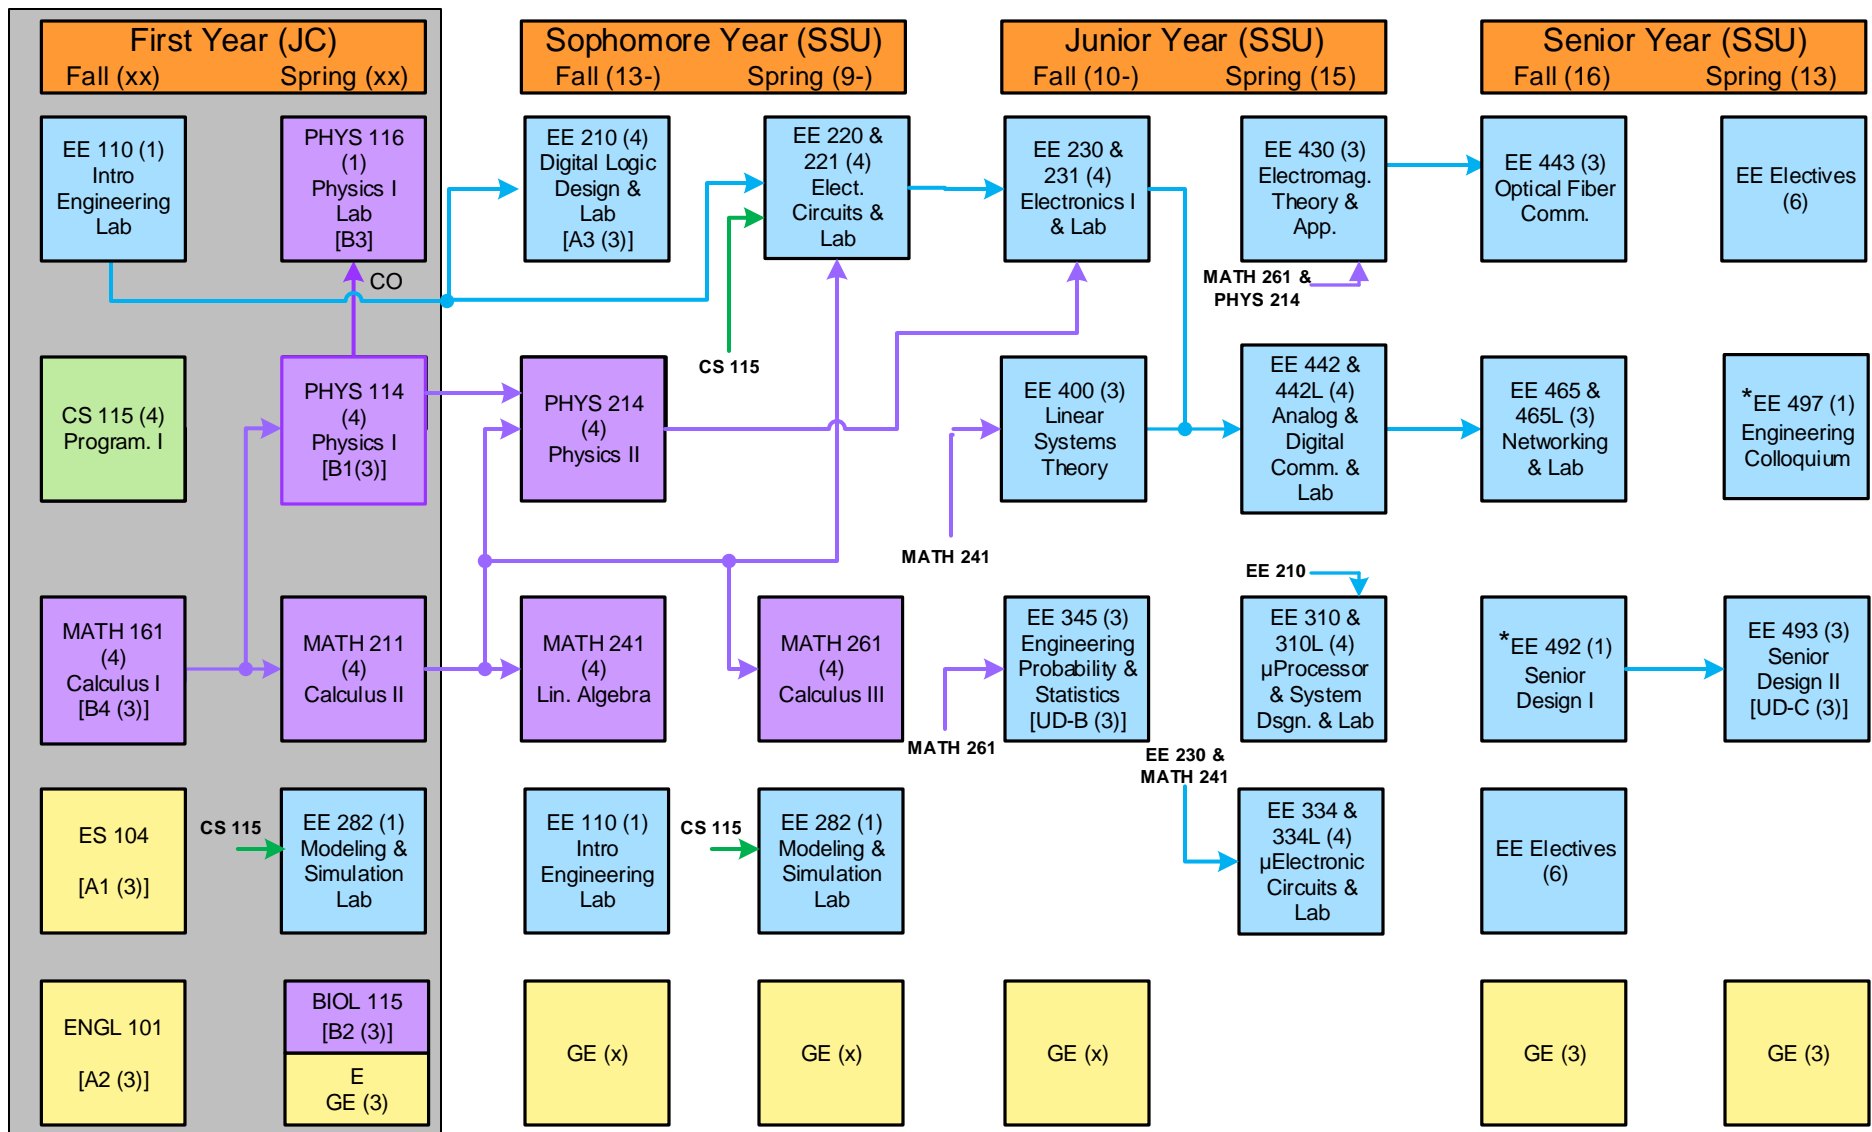 First Year (JC)
Fall (xx) Spring (xx)
Sophomore Year (SSU)
Fall (13-) Spring (9-)
Junior Year (SSU)
Fall (10-) Spring (15)
Senior Year (SSU)
Fall (16) Spring (13)
EE 110 (1)
Intro
Engineering
Lab
PHYS 116
(1)
Physics I
Lab
[B3]
EE 210 (4)
Digital Logic
Design &
Lab
[A3 (3)]
EE 220 &
221 (4)
Elect.
Circuits &
Lab
EE 230 &
231 (4)
Electronics I
& Lab
EE 430 (3)
Electromag.
Theory &
App.
EE 443 (3)
Optical Fiber
Comm.
EE Electives
(6)
CO
MATH 261 &
PHYS 214
CS 115
CS 115 (4)
Program. I
PHYS 114
(4)
Physics I
[B1(3)]
PHYS 214
(4)
Physics II
EE 400 (3)
Linear
Systems
Theory
EE 442 &
442L (4)
Analog &
Digital
Comm. &
Lab
EE 465 &
465L (3)
Networking
& Lab
*EE 497 (1)
Engineering
Colloquium
MATH 241
EE 210
MATH 161
(4)
Calculus I
[B4 (3)]
MATH 211
(4)
Calculus II
MATH 241
(4)
Lin. Algebra
MATH 261
(4)
Calculus III
EE 345 (3)
Engineering
Probability &
Statistics
[UD-B (3)]
EE 310 &
310L (4)
µProcessor
& System
Dsgn. & Lab
*EE 492 (1)
Senior
Design I
EE 493 (3)
Senior
Design II
[UD-C (3)]
MATH 261
EE 230 &
MATH 241
ES 104
[A1 (3)]
CS 115
EE 282 (1)
Modeling &
Simulation
Lab
EE 110 (1)
Intro
Engineering
Lab
CS 115
EE 282 (1)
Modeling &
Simulation
Lab
EE 334 &
334L (4)
µElectronic
Circuits &
Lab
EE Electives
(6)
ENGL 101
[A2 (3)]
BIOL 115
[B2 (3)]
E
GE (3)
GE (x)
GE (x)
GE (x)
GE (3)
GE (3)